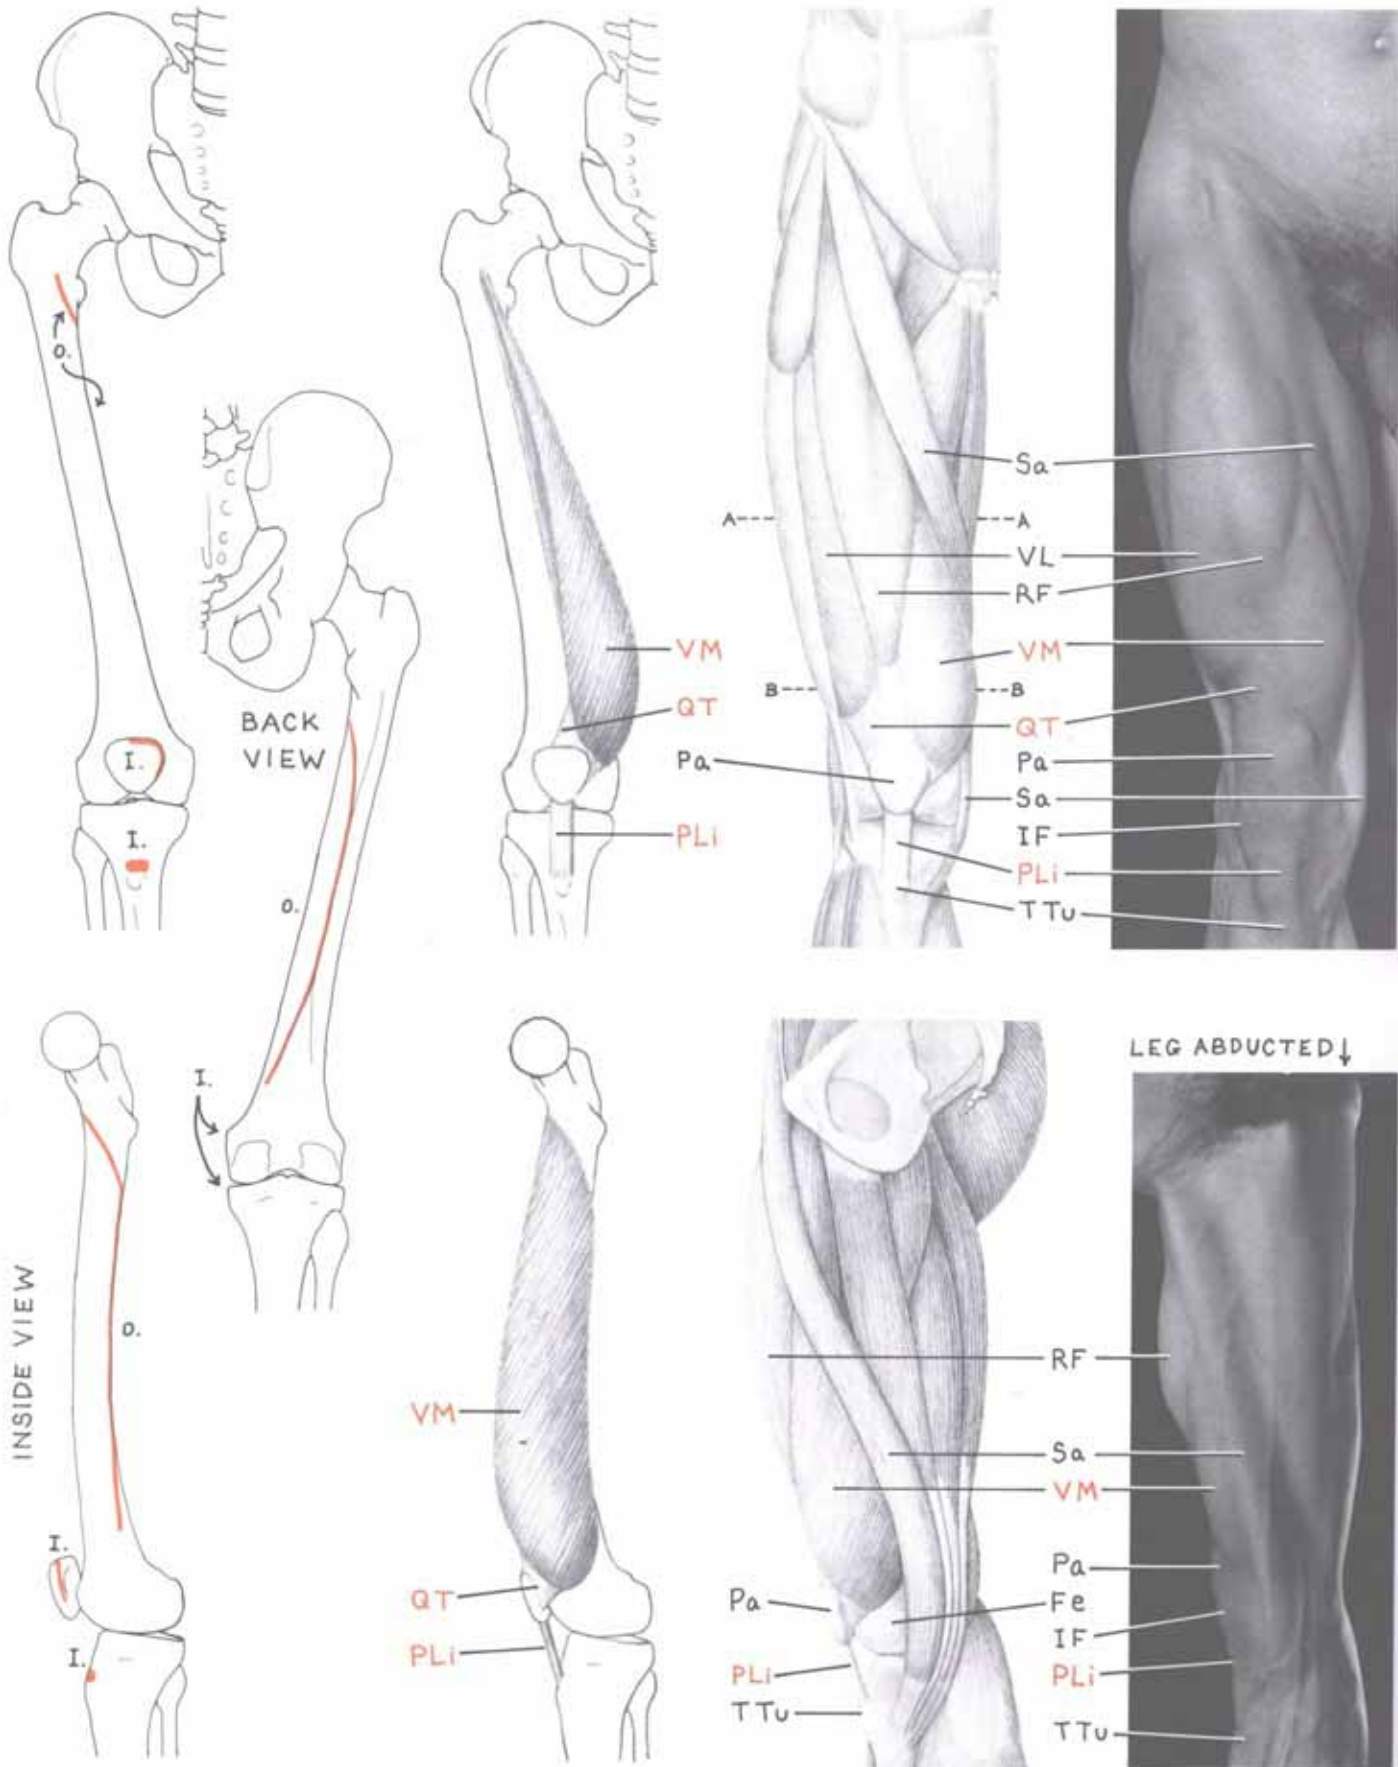 O.
I.
I.
BACK
VIEW
O.
I.
VM
QT
PLi
Pa
A
A
B
B
Sa
VL
RF
VM
QT
Pa
Sa
IF
PLi
TTu
INSIDE VIEW
O.
I.
I.
VM
QT
PLi
Pa
PLi
TTu
LEG ABDUCTED↓
RF
Sa
VM
Pa
Fe
IF
PLi
TTu